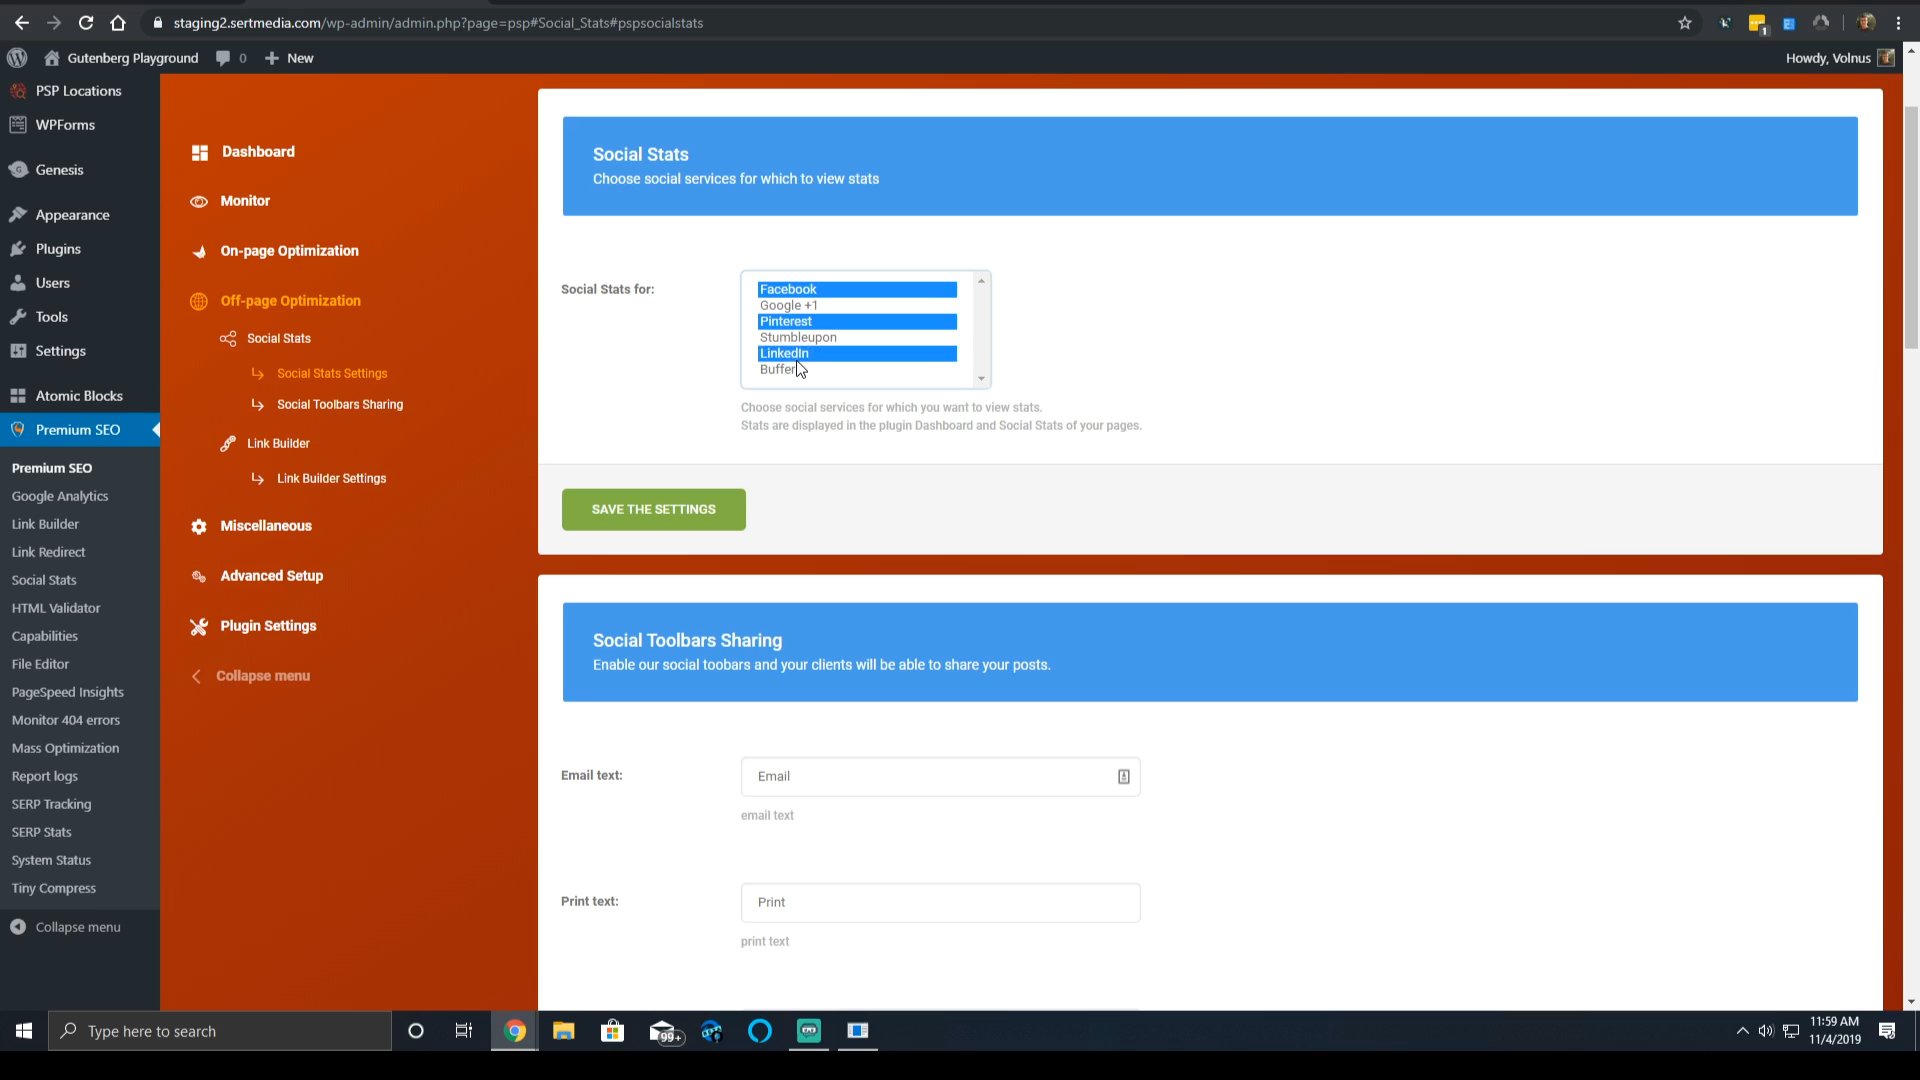 staging2.sertmedia.com/wp-admin/admin.php?page=psp#Social_Stats#pspsocialstats
1
Gutenberg Playground
0
New
Howdy, Volnus
PSP Locations
WPForms
Genesis
Appearance
Plugins
Users
Tools
Settings
Atomic Blocks
Premium SEO
Premium SEO
Google Analytics
Link Builder
Link Redirect
Social Stats
HTML Validator
Capabilities
File Editor
PageSpeed Insights
Monitor 404 errors
Mass Optimization
Report logs
SERP Tracking
SERP Stats
System Status
Tiny Compress
Collapse menu
Dashboard
Monitor
On-page Optimization
Off-page Optimization
Social Stats
Social Stats Settings
Social Toolbars Sharing
Link Builder
Link Builder Settings
Miscellaneous
Advanced Setup
Plugin Settings
Collapse menu
Social Stats
Choose social services for which to view stats
Social Stats for:
Facebook
Google +1
Pinterest
Stumbleupon
LinkedIn
Buffer
Choose social services for which you want to view stats.
Stats are displayed in the plugin Dashboard and Social Stats of your pages.
SAVE THE SETTINGS
Social Toolbars Sharing
Enable our social toobars and your clients will be able to share your posts.
Email text:
Email
email text
Print text:
Print
print text
Type here to search
99+
11:59 AM
11/4/2019